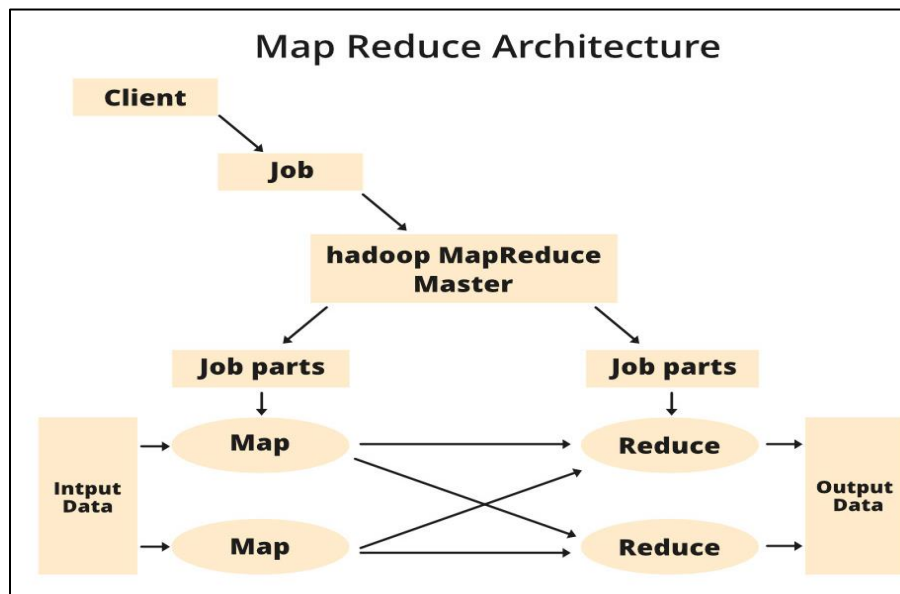 Map Reduce Architecture
Client
Job
hadoop MapReduce
Master
Job parts
Job parts
Map
Reduce
Intput
Data
Output
Data
Map
Reduce